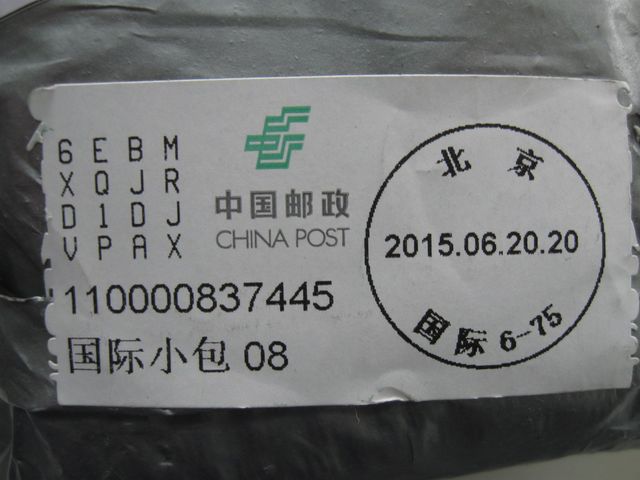 6 E B M
X Q J R
D 1 D J
V P A X
中国邮政
CHINA POST
110000837445
国际小包 08
北京
2015.06.20.20
国际 6-75